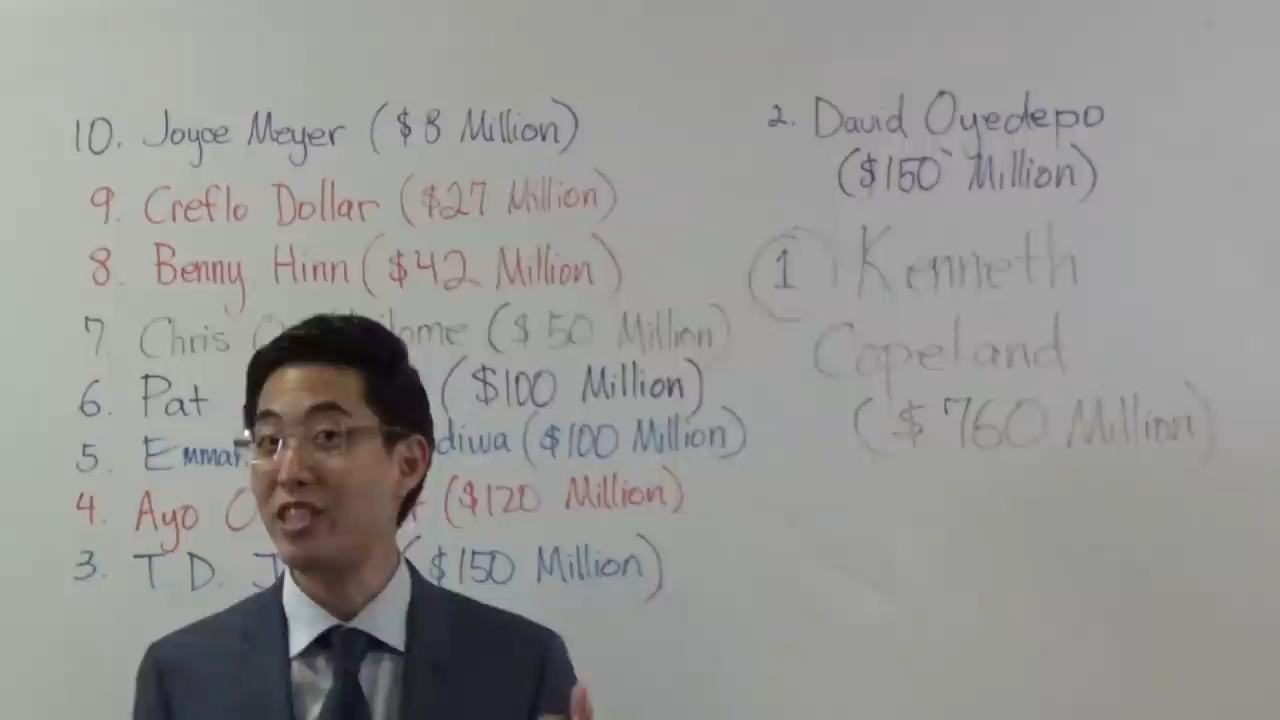 10. Joyce Meyer ($8 Million)
9. Creflo Dollar ($27 Million)
8. Benny Hinn ($42 Million)
7. Chris ($50 Million)
6. Pat ($100 Million)
5. ($100 Million)
4. Ayo ($120 Million)
3. T D. ($150 Million)
2. David Oyedepo
($150 Million)
1 Kenneth
Copeland
($760 Million)